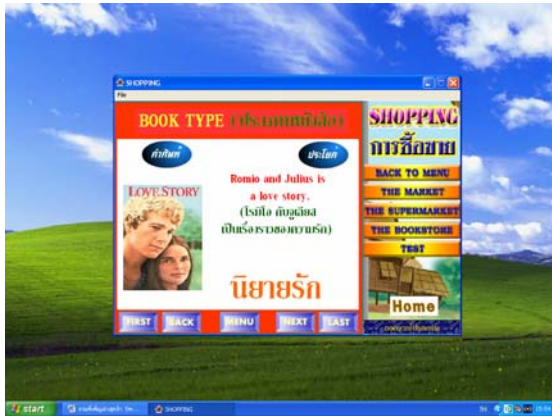 SHOPPING
File
BOOK TYPE (ประเภทหนังสือ)
คำศัพท์
ประโยค
LOVE STORY
Romio and Julius is
a love story.
(โรมิโอ กับจูเลียส
เป็นเรื่องราวของความรัก)
นิยายรัก
FIRST
BACK
MENU
NEXT
LAST
SHOPPING
การซื้อขาย
BACK TO MENU
THE MARKET
THE SUPERMARKET
THE BOOKSTORE
TEST
Home
start
SHOPPING